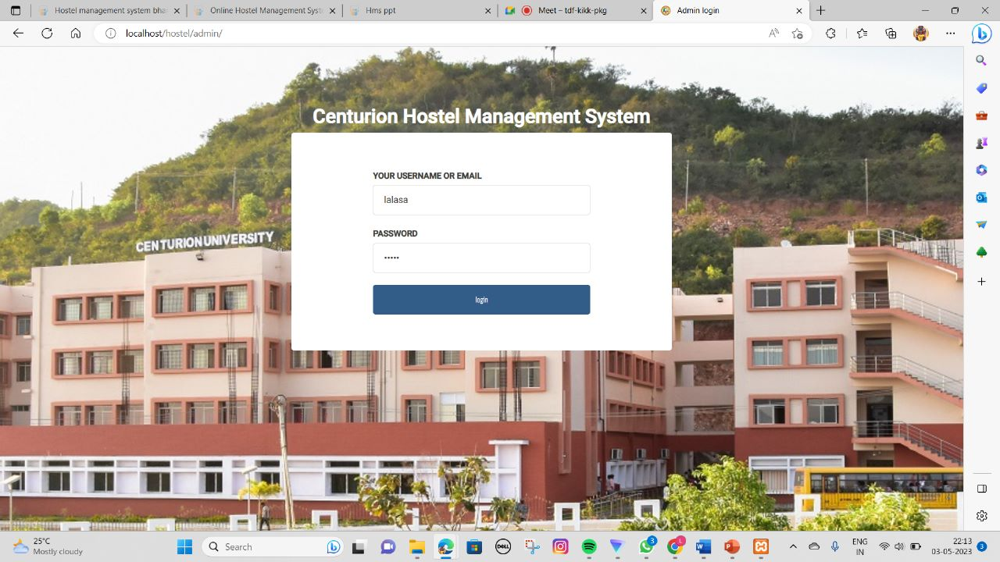 Hostel management system bhar
Online Hostel Management Syst
Hms ppt
Meet – tdf-kikk-pkg
Admin login
localhost/hostel/admin/
Centurion Hostel Management System
YOUR USERNAME OR EMAIL
lalasa
PASSWORD
•••••
login
CENTURION UNIVERSITY
25°C
Mostly cloudy
Search
DELL
3
L
ENG
IN
22:13
03-05-2023
3